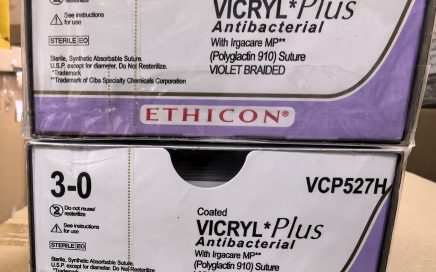 See instructions
for use
STERILE EO
Sterile, Synthetic Absorbable Suture.
U.S.P. except for diameter. Do Not Resterilize.
*Trademark
**Trademark of Ciba Specialty Chemicals Corporation
VICRYL*Plus
Antibacterial
With Irgacare MP**
(Polyglactin 910) Suture
VIOLET BRAIDED
ETHICON®
3-0
VCP527H
2
Do not reuse/
resterilize
See instructions
for use
STERILE EO
Sterile, Synthetic Absorbable Suture.
U.S.P. except for diameter. Do Not Resterilize.
Coated
VICRYL*Plus
Antibacterial
With Irgacare MP**
(Polyglactin 910) Suture